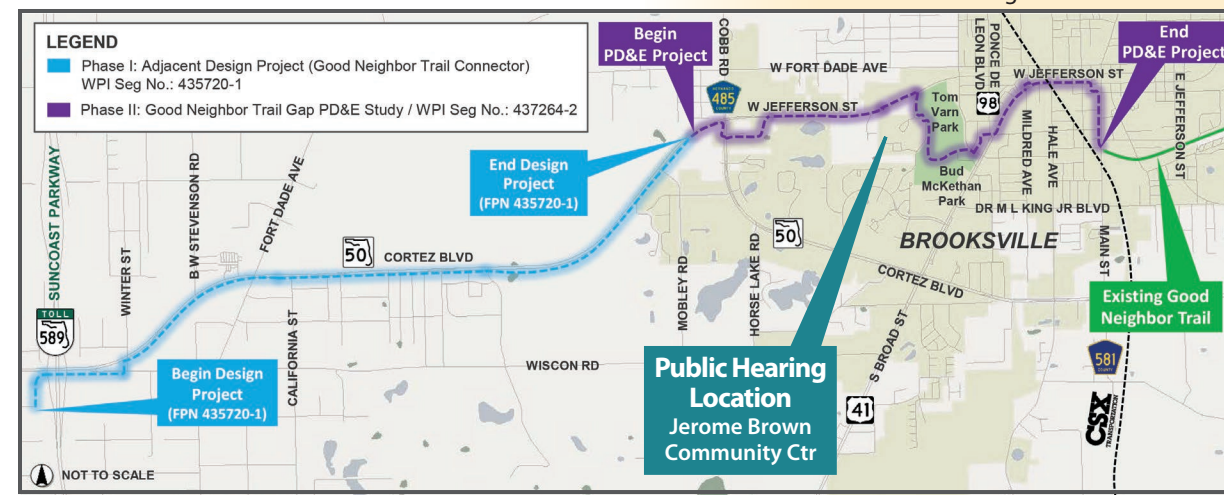 LEGEND
Phase I: Adjacent Design Project (Good Neighbor Trail Connector)
WPI Seg No.: 435720-1
Phase II: Good Neighbor Trail Gap PD&E Study / WPI Seg No.: 437264-2
Begin
PD&E Project
COBB RD
485
COUNTY
W FORT DADE AVE
PONCE DE
LEON BLVD
98
W JEFFERSON ST
End
PD&E Project
E JEFFERSON ST
W JEFFERSON ST
Tom
Varn
Park
MILDRED AVE
HALE AVE
Bud
McKethan
Park
DR M L KING JR BLVD
End Design
Project
(FPN 435720-1)
SUNCOAST PARKWAY
B W STEVENSON RD
FORT DADE AVE
WINTER ST
50
CORTEZ BLVD
50
BROOKSVILLE
MAIN ST
CORTEZ BLVD
MOBLEY RD
HORSE LAKE RD
Existing Good
Neighbor Trail
TOLL
589
CALIFORNIA ST
WISCON RD
S BROAD ST
581
COUNTY
Begin Design
Project
(FPN 435720-1)
Public Hearing
Location
Jerome Brown
Community Ctr
41
CSX
TRANSPORTATION
NOT TO SCALE